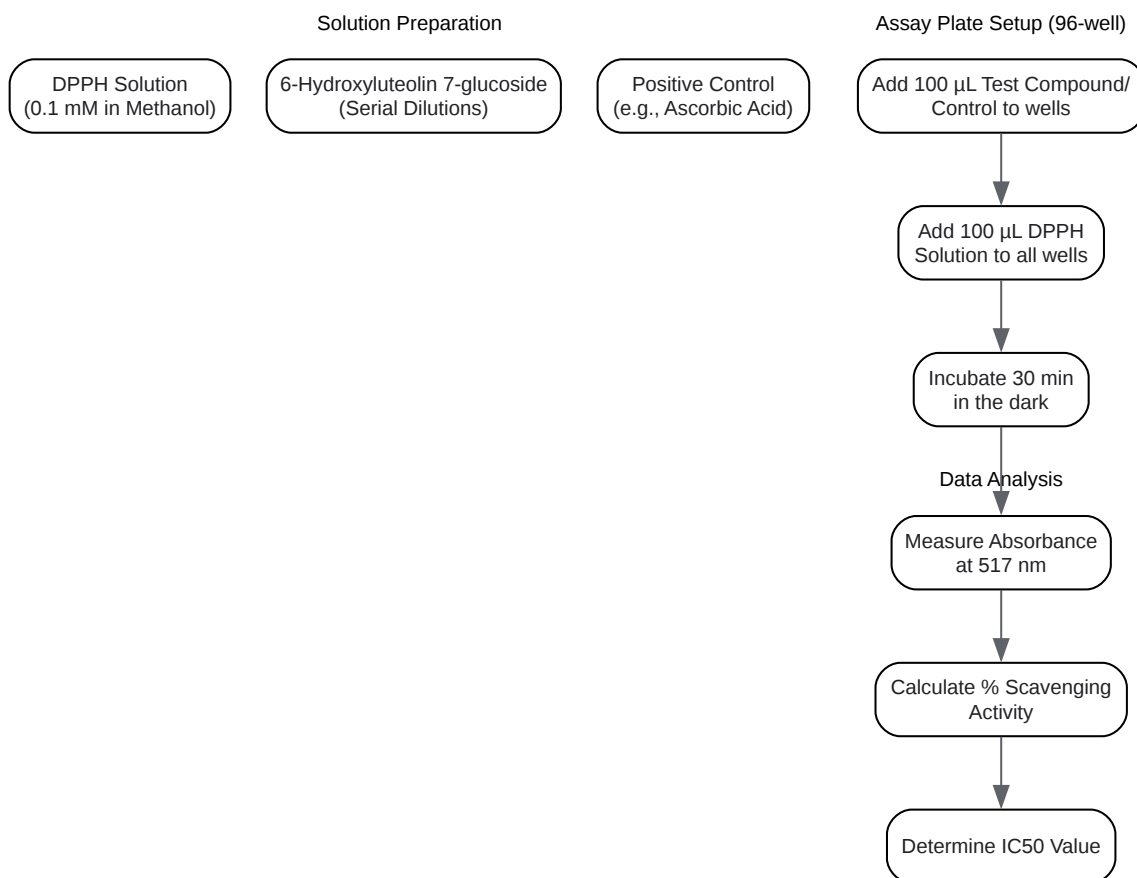 Solution Preparation
Assay Plate Setup (96-well)
DPPH Solution
(0.1 mM in Methanol)
6-Hydroxyluteolin 7-glucoside
(Serial Dilutions)
Positive Control
(e.g., Ascorbic Acid)
Add 100 µL Test Compound/
Control to wells
Add 100 µL DPPH
Solution to all wells
Incubate 30 min
in the dark
Data Analysis
Measure Absorbance
at 517 nm
Calculate % Scavenging
Activity
Determine IC50 Value